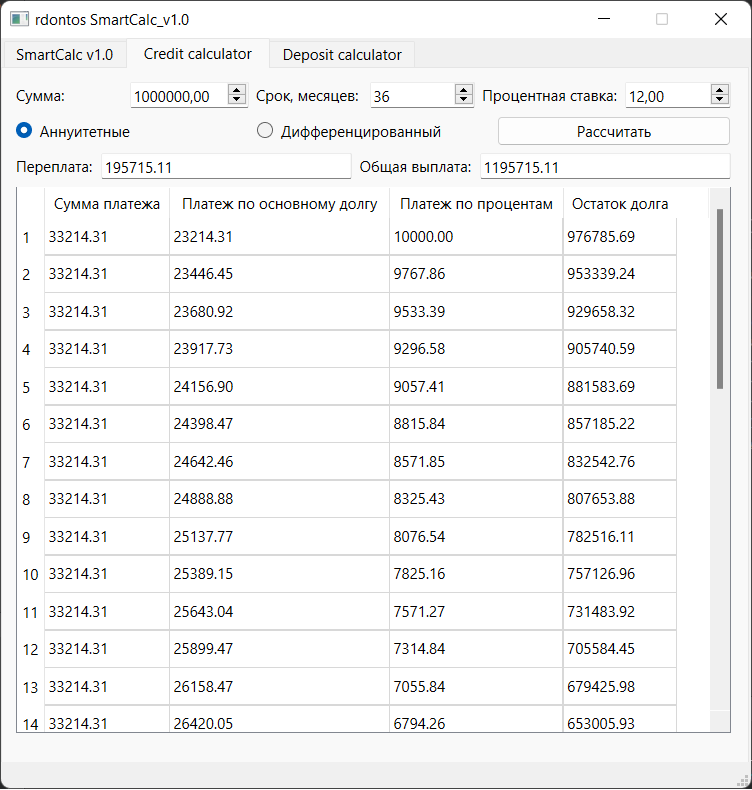 rdontos SmartCalc_v1.0
SmartCalc v1.0 Credit calculator Deposit calculator
Сумма: 1000000,00 Срок, месяцев: 36 Процентная ставка: 12,00
Аннуитетные Дифференцированный Рассчитать
Переплата: 195715.11 Общая выплата: 1195715.11
Сумма платежа Платеж по основному долгу Платеж по процентам Остаток долга
1 33214.31 23214.31 10000.00 976785.69
2 33214.31 23446.45 9767.86 953339.24
3 33214.31 23680.92 9533.39 929658.32
4 33214.31 23917.73 9296.58 905740.59
5 33214.31 24156.90 9057.41 881583.69
6 33214.31 24398.47 8815.84 857185.22
7 33214.31 24642.46 8571.85 832542.76
8 33214.31 24888.88 8325.43 807653.88
9 33214.31 25137.77 8076.54 782516.11
10 33214.31 25389.15 7825.16 757126.96
11 33214.31 25643.04 7571.27 731483.92
12 33214.31 25899.47 7314.84 705584.45
13 33214.31 26158.47 7055.84 679425.98
14 33214.31 26420.05 6794.26 653005.93